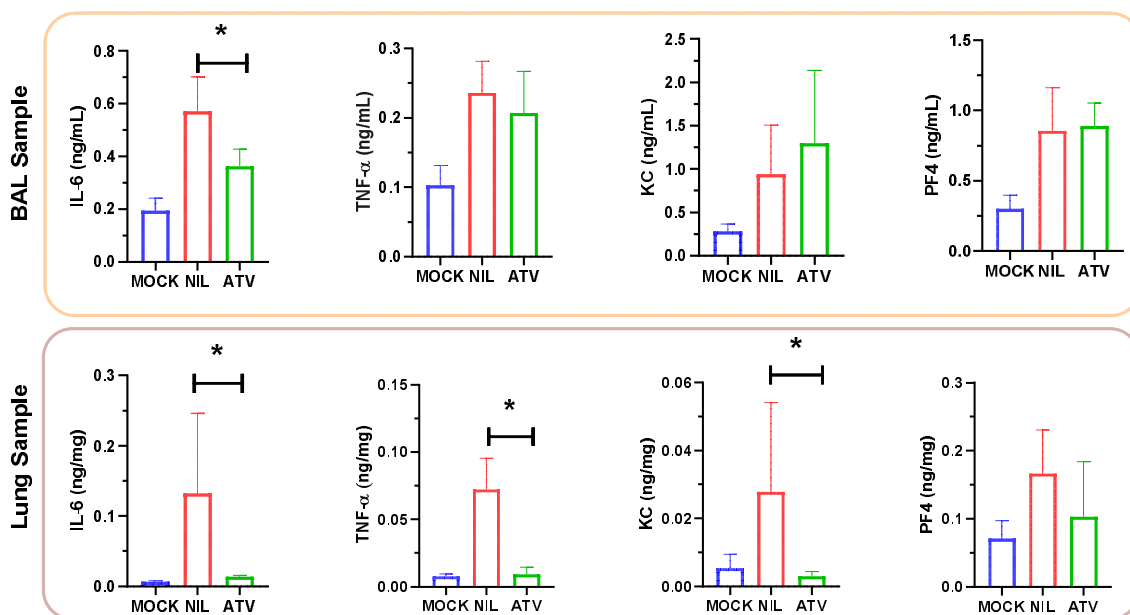 BAL Sample
*
IL-6 (ng/mL)
0.8
0.6
0.4
0.2
0.0
MOCK NIL ATV
TNF-α (ng/mL)
0.3
0.2
0.1
0.0
MOCK NIL ATV
KC (ng/mL)
2.5
2.0
1.5
1.0
0.5
0.0
MOCK NIL ATV
PF4 (ng/mL)
1.5
1.0
0.5
0.0
MOCK NIL ATV
Lung Sample
*
IL-6 (ng/mg)
0.3
0.2
0.1
0.0
MOCK NIL ATV
*
TNF-α (ng/mg)
0.15
0.10
0.05
0.00
MOCK NIL ATV
*
KC (ng/mg)
0.06
0.04
0.02
0.00
MOCK NIL ATV
PF4 (ng/mg)
0.3
0.2
0.1
0.0
MOCK NIL ATV